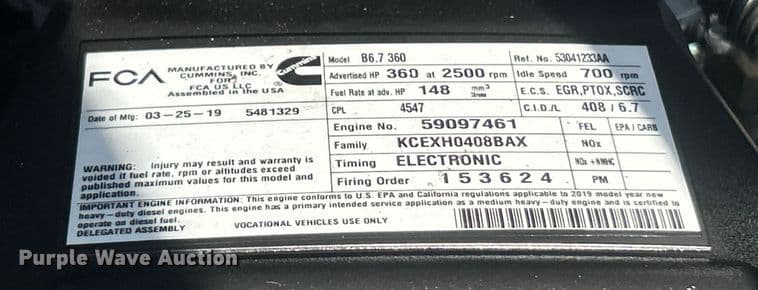 FCA
MANUFACTURED BY
CUMMINS, INC.
FOR
FCA US LLC
Assembled in the USA
Cummins
Date of Mfg: 03-25-19 5481329
WARNING: Injury may result and warranty is
voided if fuel rate, rpm or altitudes exceed
published maximum values for this model and
application.
Model B6.7 360 Ref. No. 53041233AA
Advertised HP 360 at 2500 rpm Idle Speed 700 rpm
Fuel Rate at adv. HP 148 mm³ E.C.S. EGR,PTOX,SCRC
CPL 4547 C.I.D./L 408 / 6.7
Engine No. 59097461 FEL EPA / CARB
Family KCEXH0408BAX NOx
Timing ELECTRONIC NOx +NMHC
Firing Order 1 5 3 6 2 4 PM
IMPORTANT ENGINE INFORMATION: This engine conforms to U.S. EPA and California regulations applicable to 2019 model year new
heavy-duty diesel engines. This engine has a primary intended service application as a medium heavy-duty engine and is certified to
operate on diesel fuel.
DELEGATED ASSEMBLY VOCATIONAL VEHICLES USE ONLY
Purple Wave Auction